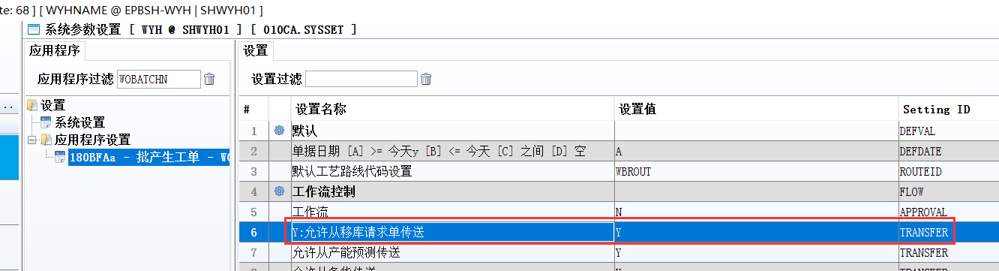 te: 68 ] [ WYHNAME @ EPBSH-WYH | SHWYH01 ]
系统参数设置 [ WYH @ SHWYH01 ] [ 010CA.SYSSET ]
应用程序
设置
应用程序过滤 WOBATCHN
设置过滤
设置
系统设置
应用程序设置
180BFAa - 批产生工单 - WO
# 设置名称 设置值 Setting ID
1 默认 DEFVAL
2 单据日期 [A] >= 今天y [B] <= 今天 [C] 之间 [D] 空 A DEFDATE
3 默认工艺路线代码设置 WBROUT ROUTEID
4 工作流控制 FLOW
5 工作流 N APPROVAL
6 Y:允许从移库请求单传送 Y TRANSFER
7 允许从产能预测传送 Y TRANSFER